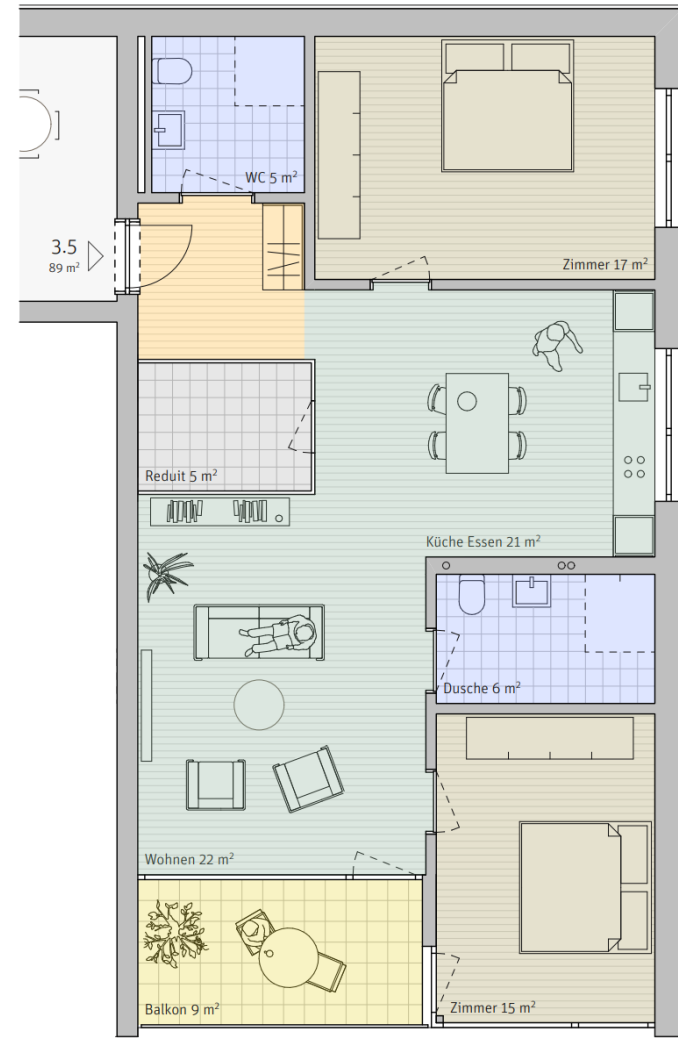 WC 5 m²
3.5
89 m²
Zimmer 17 m²
Reduit 5 m²
Küche Essen 21 m²
Dusche 6 m²
Wohnen 22 m²
Balkon 9 m²
Zimmer 15 m²